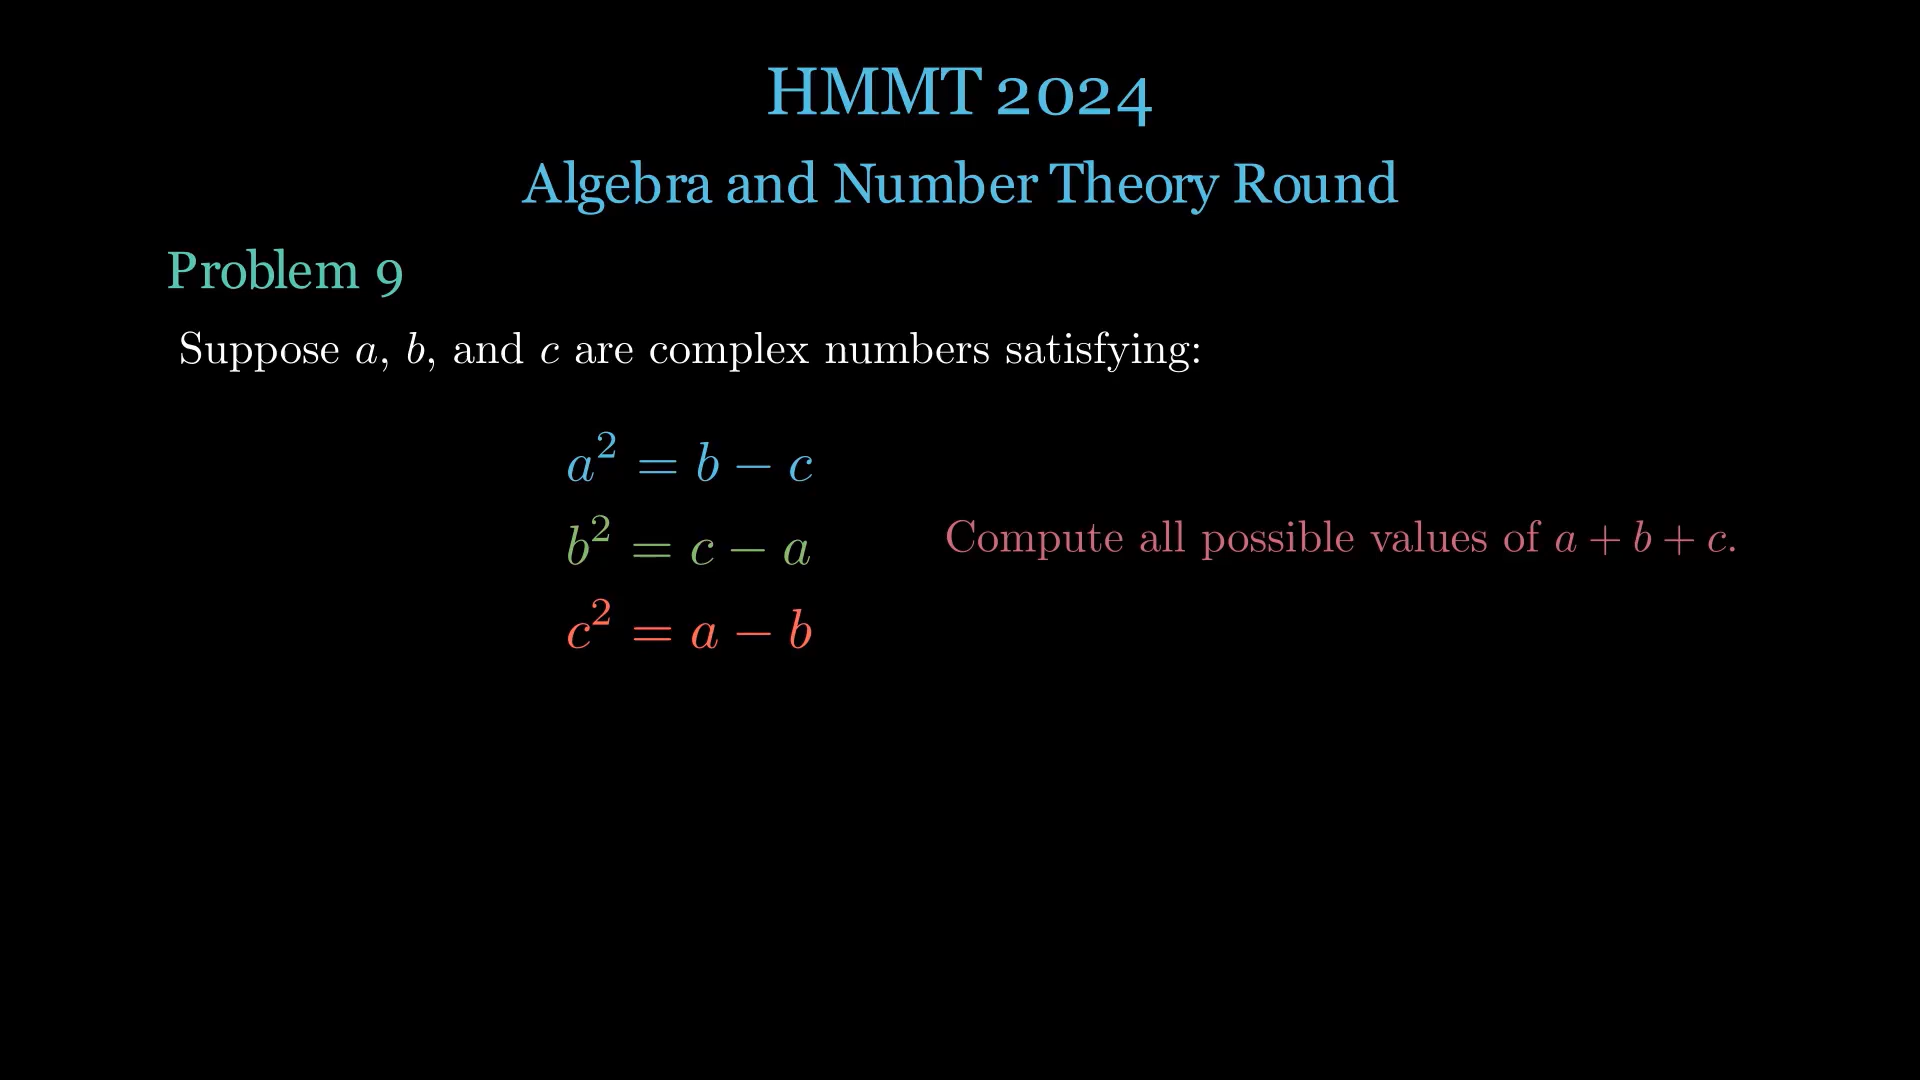 HMMT 2024
Algebra and Number Theory Round
Problem 9
Suppose a, b, and c are complex numbers satisfying:
a² = b − c
b² = c − a
c² = a − b
Compute all possible values of a + b + c.